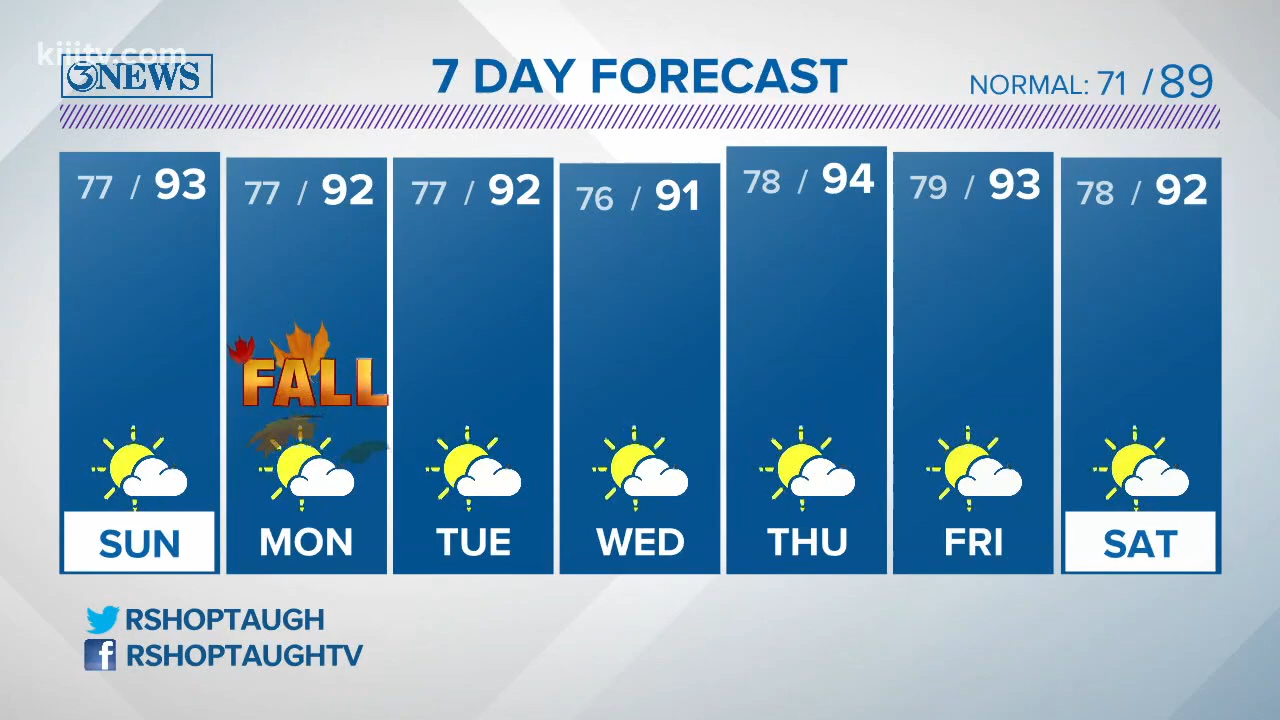 kiiitv.com
3NEWS
7 DAY FORECAST
NORMAL: 71 / 89
77 / 93
77 / 92
77 / 92
76 / 91
78 / 94
79 / 93
78 / 92
FALL
SUN
MON
TUE
WED
THU
FRI
SAT
RSHOPTAUGH
f
RSHOPTAUGHTV